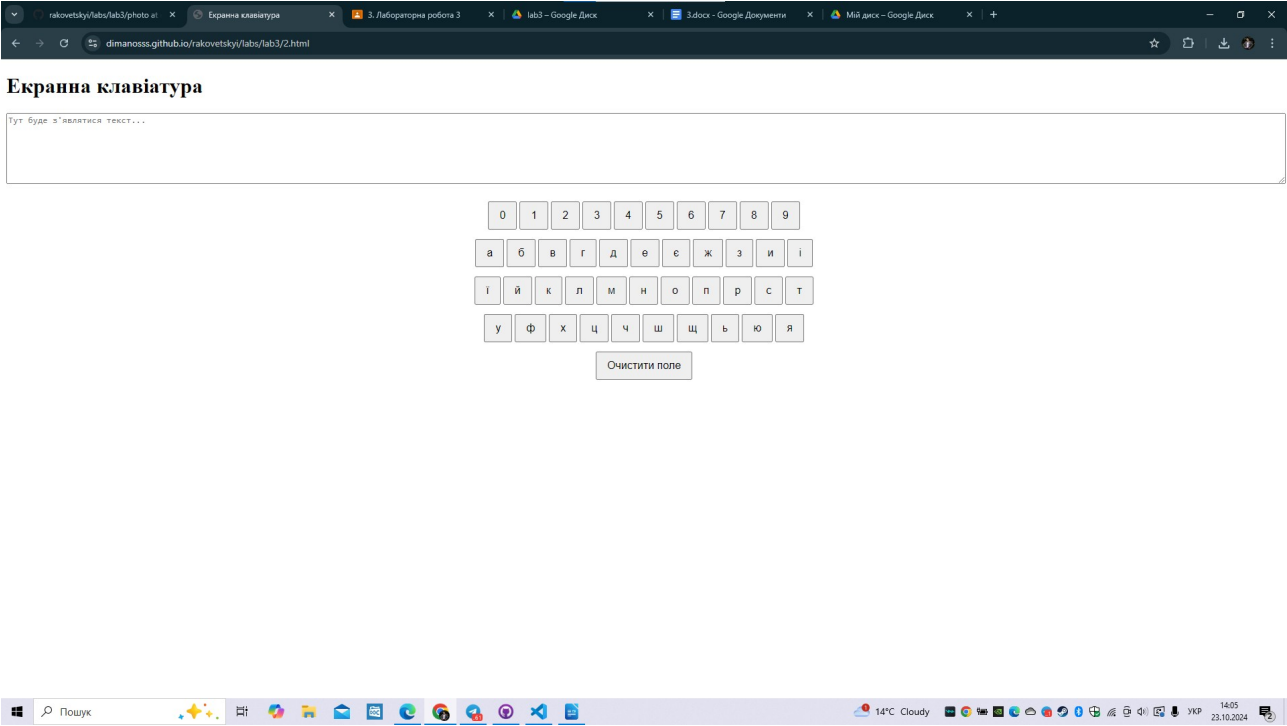 rakovetskyi/labs/lab3/photo at
Екранна клавіатура
3. Лабораторна робота 3
lab3 – Google Диск
3.docx - Google Документи
Мій диск – Google Диск
dimanosss.github.io/rakovetskyi/labs/lab3/2.html
Екранна клавіатура
Тут буде з'являтися текст...
0 1 2 3 4 5 6 7 8 9
а б в г д е є ж з и і
ї й к л м н о п р с т
у ф х ц ч ш щ ь ю я
Очистити поле
Пошук
14°C Cloudy
УКР
14:05
23.10.2024